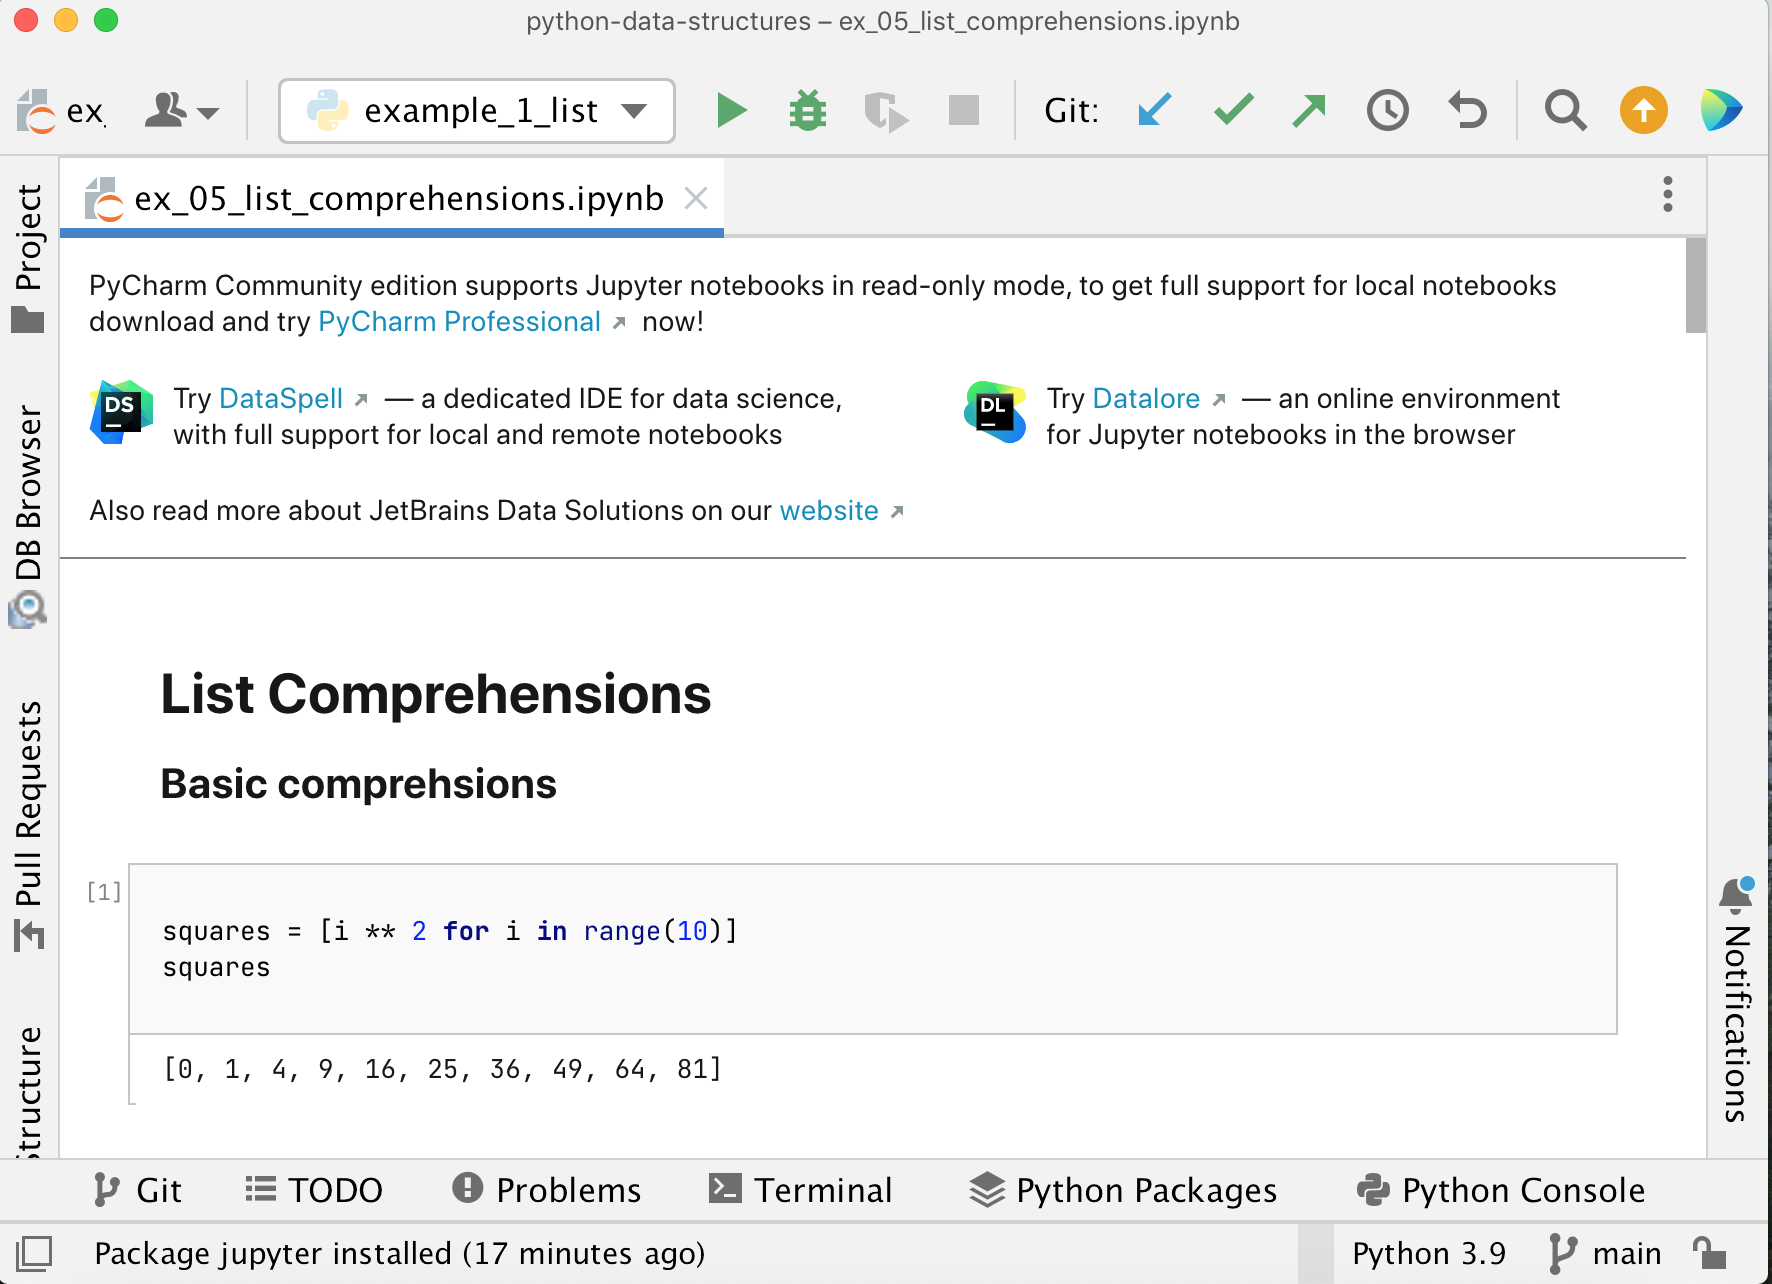 python-data-structures – ex_05_list_comprehensions.ipynb
ex
example_1_list
Git:
ex_05_list_comprehensions.ipynb
Project
DB Browser
Pull Requests
Structure
PyCharm Community edition supports Jupyter notebooks in read-only mode, to get full support for local notebooks
download and try PyCharm Professional ↗ now!
DS
Try DataSpell ↗ — a dedicated IDE for data science,
with full support for local and remote notebooks
DL
Try Datalore ↗ — an online environment
for Jupyter notebooks in the browser
Also read more about JetBrains Data Solutions on our website ↗
List Comprehensions
Basic comprehsions
[1]
squares = [i ** 2 for i in range(10)]
squares
[0, 1, 4, 9, 16, 25, 36, 49, 64, 81]
Notifications
Git
TODO
Problems
Terminal
Python Packages
Python Console
Package jupyter installed (17 minutes ago)
Python 3.9
main